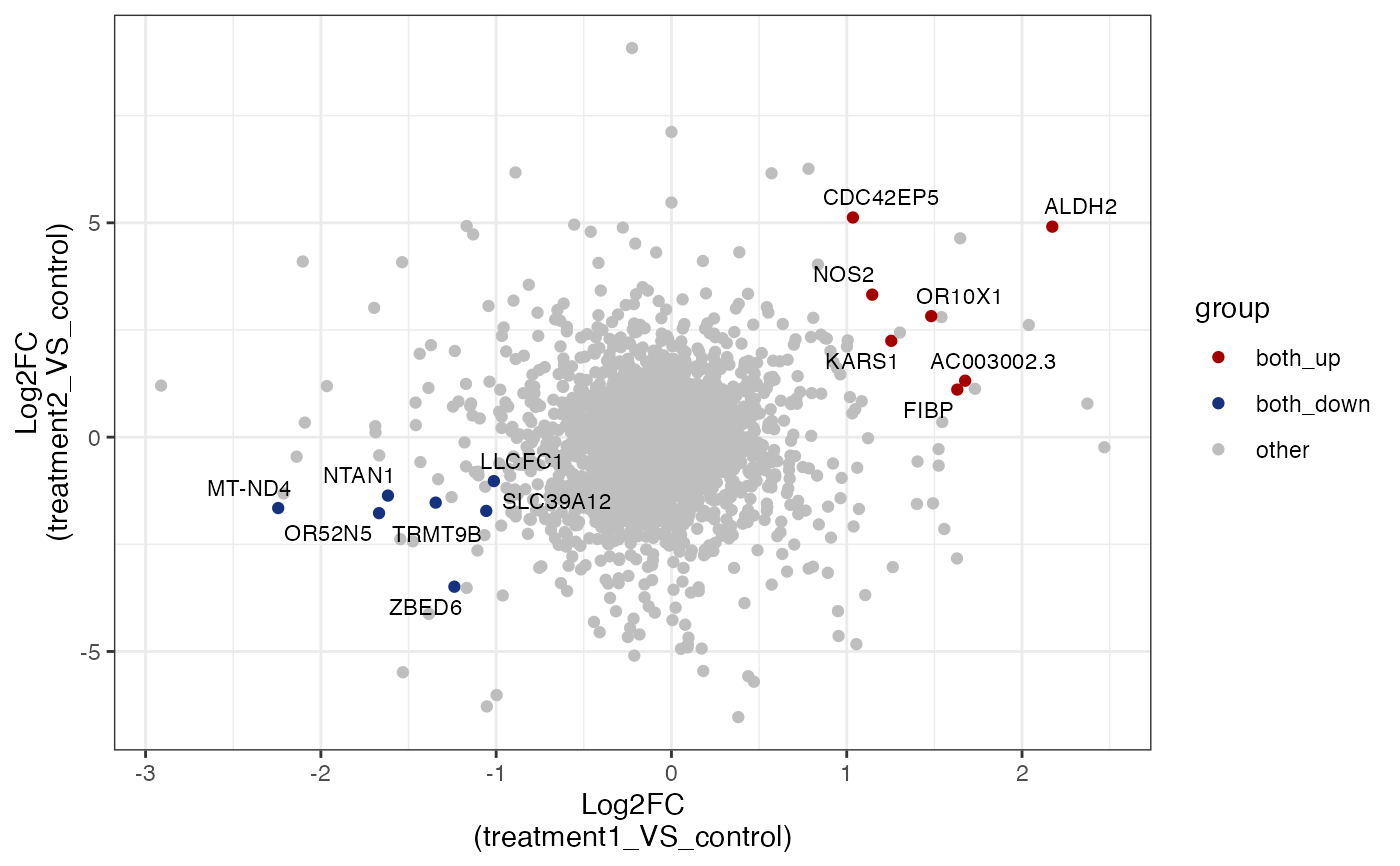 CDC42EP5
ALDH2
NOS2
OR10X1
KARS1
AC003002.3
FIBP
LLCFC1
NTAN1
MT-ND4
SLC39A12
OR52N5
TRMT9B
ZBED6
5
0
-5
-3
-2
-1
0
1
2
Log2FC
(treatment2_VS_control)
Log2FC
(treatment1_VS_control)
group
both_up
both_down
other